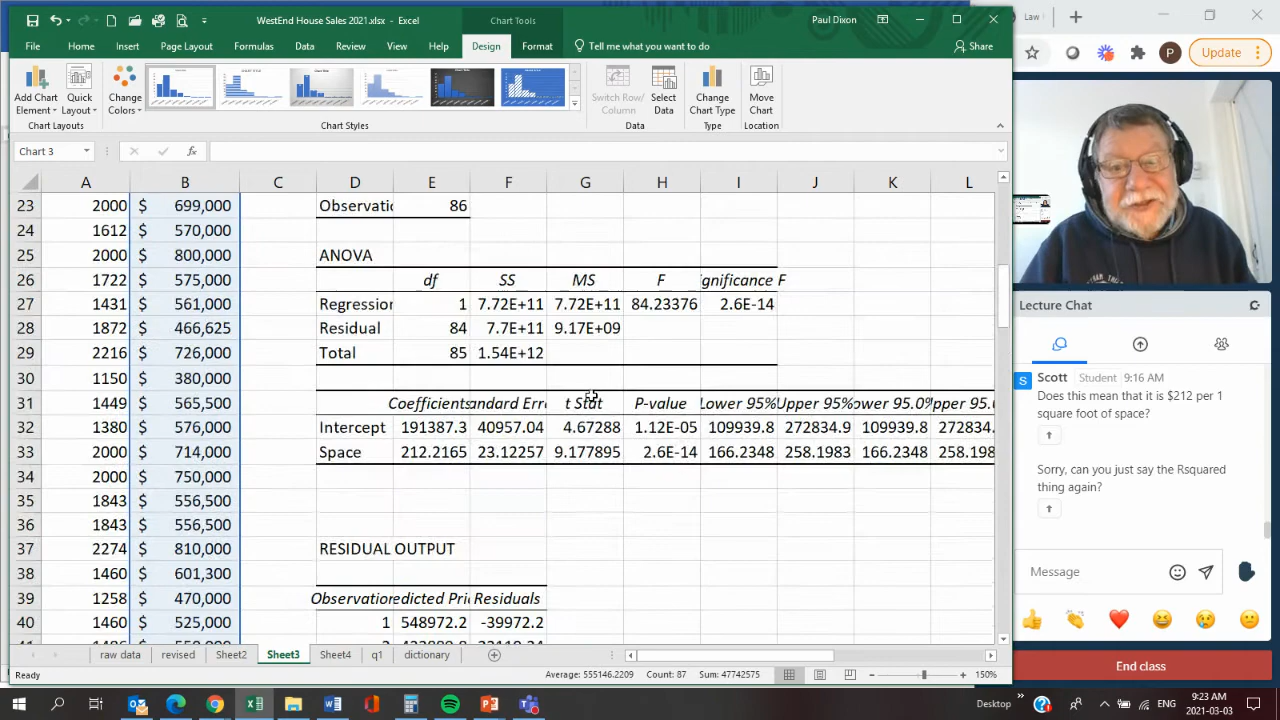 WestEnd House Sales 2021.xlsx - Excel
Chart Tools
Paul Dixon
Law
File Home Insert Page Layout Formulas Data Review View Help Design Format Tell me what you want to do Share
Update
P
Add Chart Element
Quick Layout
Change Colors
Switch Row/Column
Select Data
Change Chart Type
Move Chart
Chart Layouts
Chart Styles
Data
Type
Location
Chart 3
fx
A B C D E F G H I J K L
23 2000 $ 699,000 Observatic 86
24 1612 $ 570,000
25 2000 $ 800,000 ANOVA
26 1722 $ 575,000 df SS MS F gnificance F
27 1431 $ 561,000 Regression 1 7.72E+11 7.72E+11 84.23376 2.6E-14
28 1872 $ 466,625 Residual 84 7.7E+11 9.17E+09
29 2216 $ 726,000 Total 85 1.54E+12
30 1150 $ 380,000
31 1449 $ 565,500 Coefficients andard Erro t Stat P-value Lower 95% Upper 95% ower 95.0% pper 95.0
32 1380 $ 576,000 Intercept 191387.3 40957.04 4.67288 1.12E-05 109939.8 272834.9 109939.8 272834.
33 2000 $ 714,000 Space 212.2165 23.12257 9.177895 2.6E-14 166.2348 258.1983 166.2348 258.198
34 2000 $ 750,000
35 1843 $ 556,500
36 1843 $ 556,500
37 2274 $ 810,000 RESIDUAL OUTPUT
38 1460 $ 601,300
39 1258 $ 470,000 Observation edicted Pric Residuals
40 1460 $ 525,000 1 548972.2 -39972.2
raw data revised Sheet2 Sheet3 Sheet4 q1 dictionary
Ready
Average: 555146.2209 Count: 87 Sum: 47742575
150%
Lecture Chat
S
Scott Student 9:16 AM
Does this mean that it is $212 per 1
square foot of space?
Sorry, can you just say the Rsquared
thing again?
Message
End class
Desktop
ENG
9:23 AM
2021-03-03